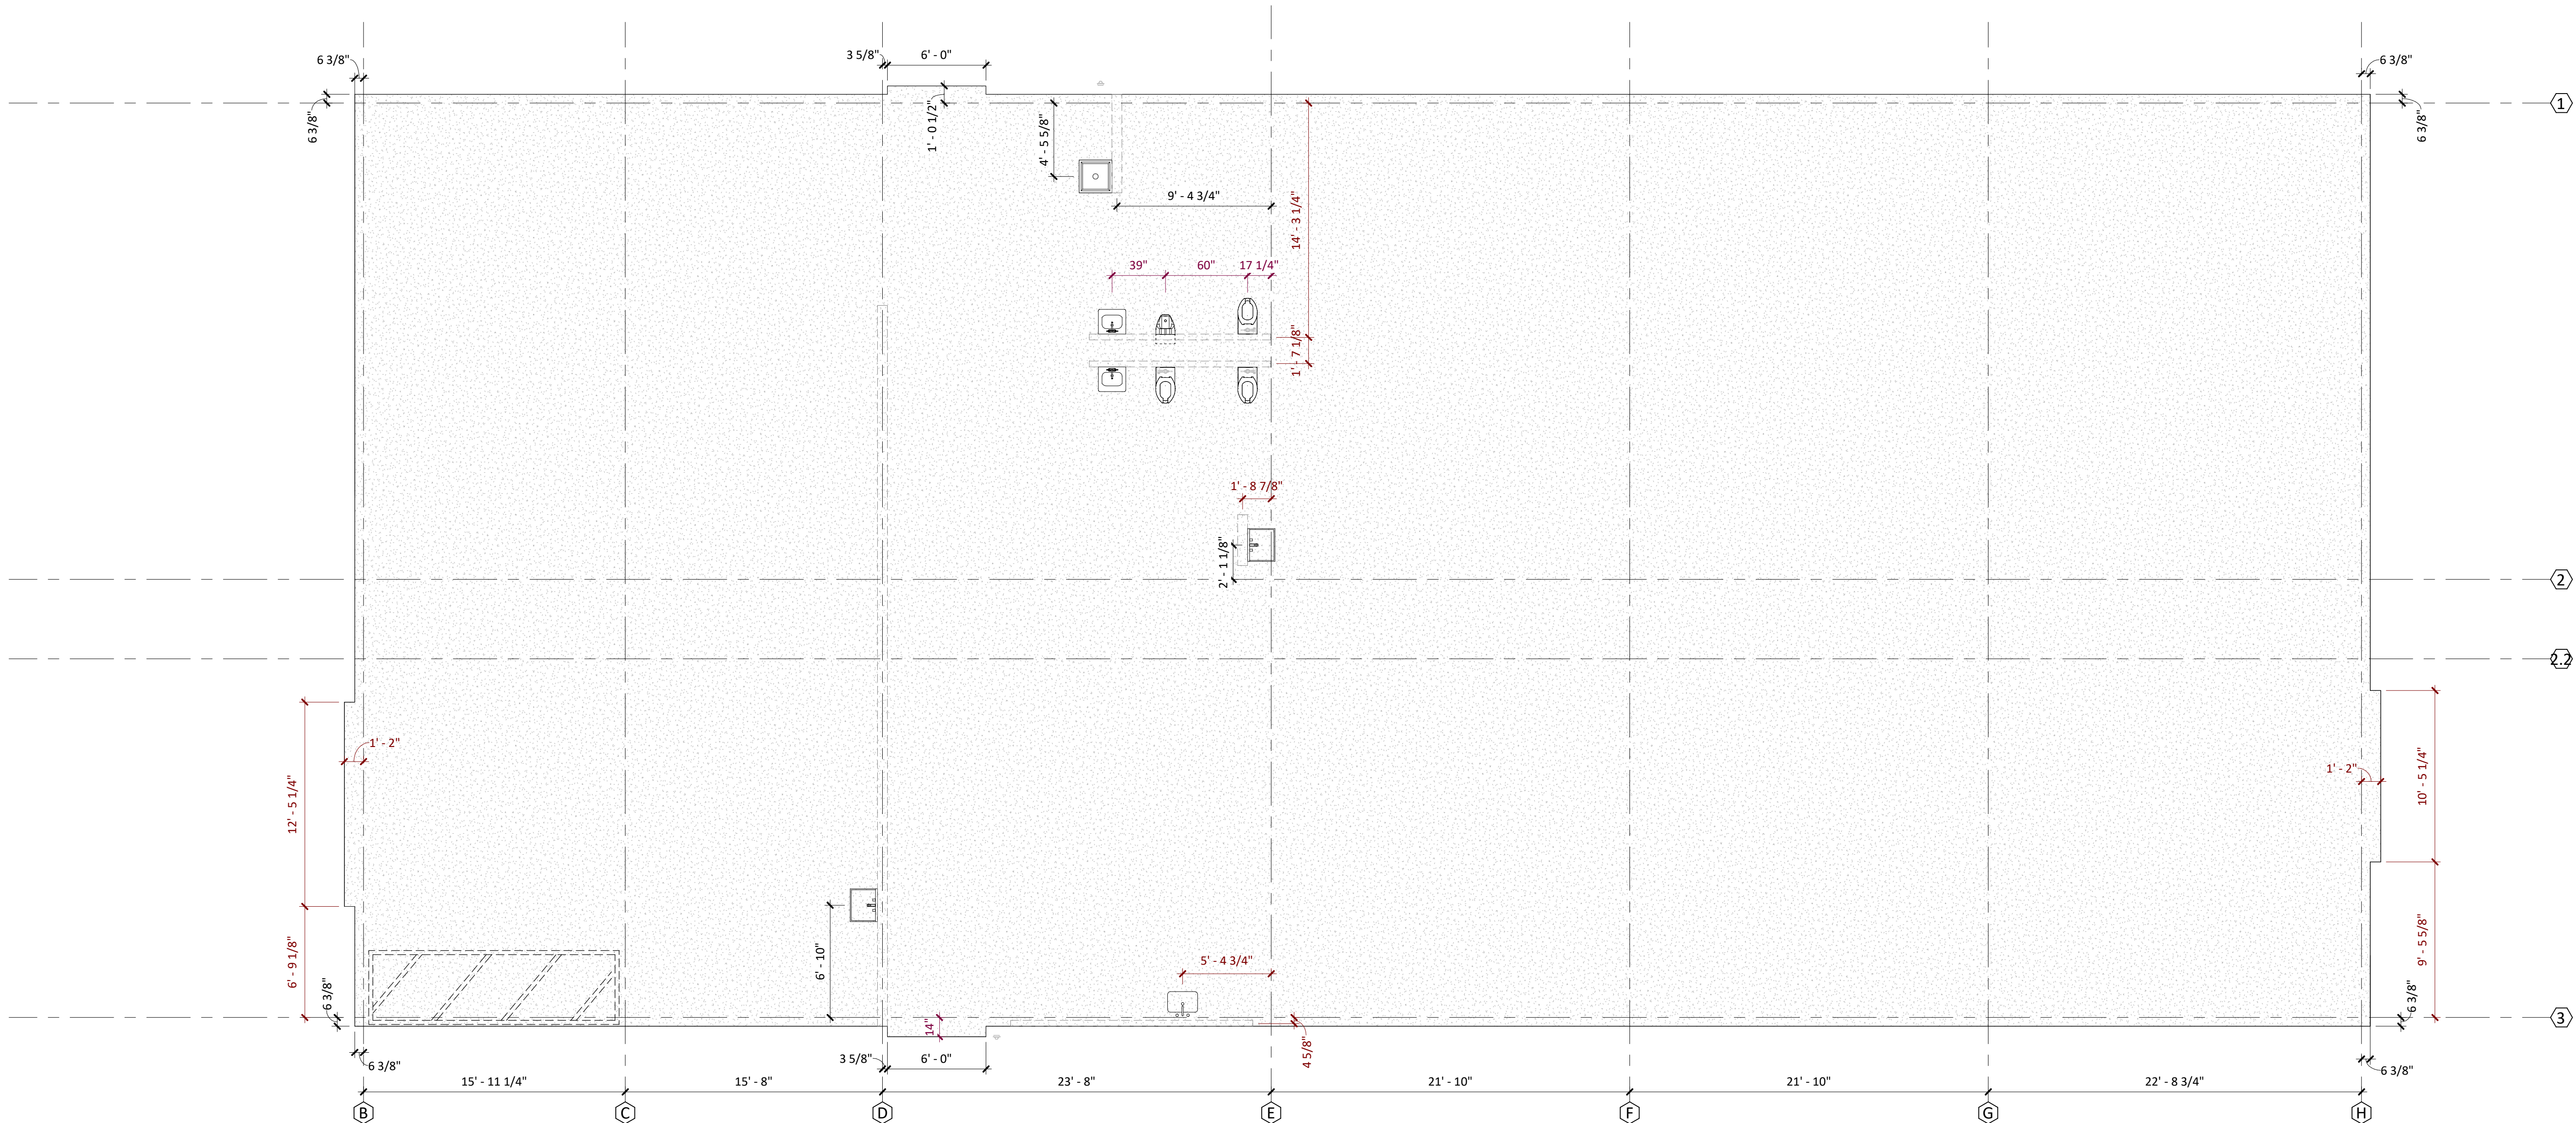 3 5/8"
6' - 0"
6 3/8"
6 3/8"
6 3/8"
1' - 0 1/2"
4' - 5 5/8"
6 3/8"
1
9' - 4 3/4"
14' - 3 1/4"
39"
60"
17 1/4"
1' - 7 1/8"
1' - 8 7/8"
2' - 1 1/8"
2
2.2
1' - 2"
1' - 2"
12' - 5 1/4"
10' - 5 1/4"
6' - 9 1/8"
6' - 10"
5' - 4 3/4"
9' - 5 5/8"
6 3/8"
6 3/8"
14"
3
4 5/8"
6 3/8"
3 5/8"
6' - 0"
6 3/8"
15' - 11 1/4"
15' - 8"
23' - 8"
21' - 10"
21' - 10"
22' - 8 3/4"
B
C
D
E
F
G
H